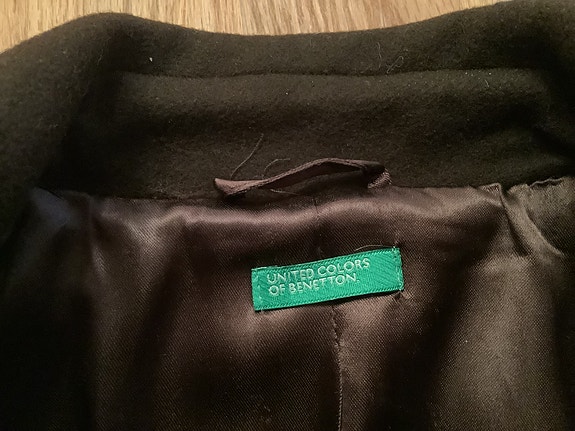 UNITED COLORS
OF BENETTON.